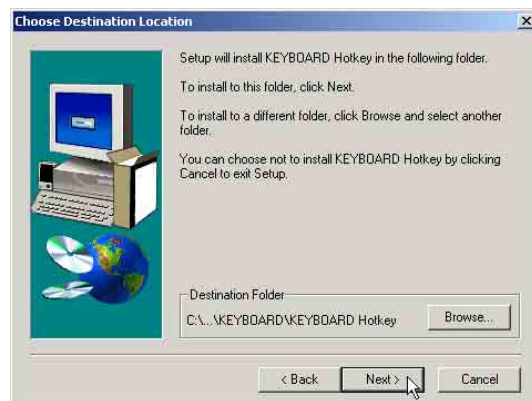 Choose Destination Location
Setup will install KEYBOARD Hotkey in the following folder.
To install to this folder, click Next.
To install to a different folder, click Browse and select another
folder.
You can choose not to install KEYBOARD Hotkey by clicking
Cancel to exit Setup.
Destination Folder
C:\...\KEYBOARD\KEYBOARD Hotkey
Browse...
< Back
Next >
Cancel